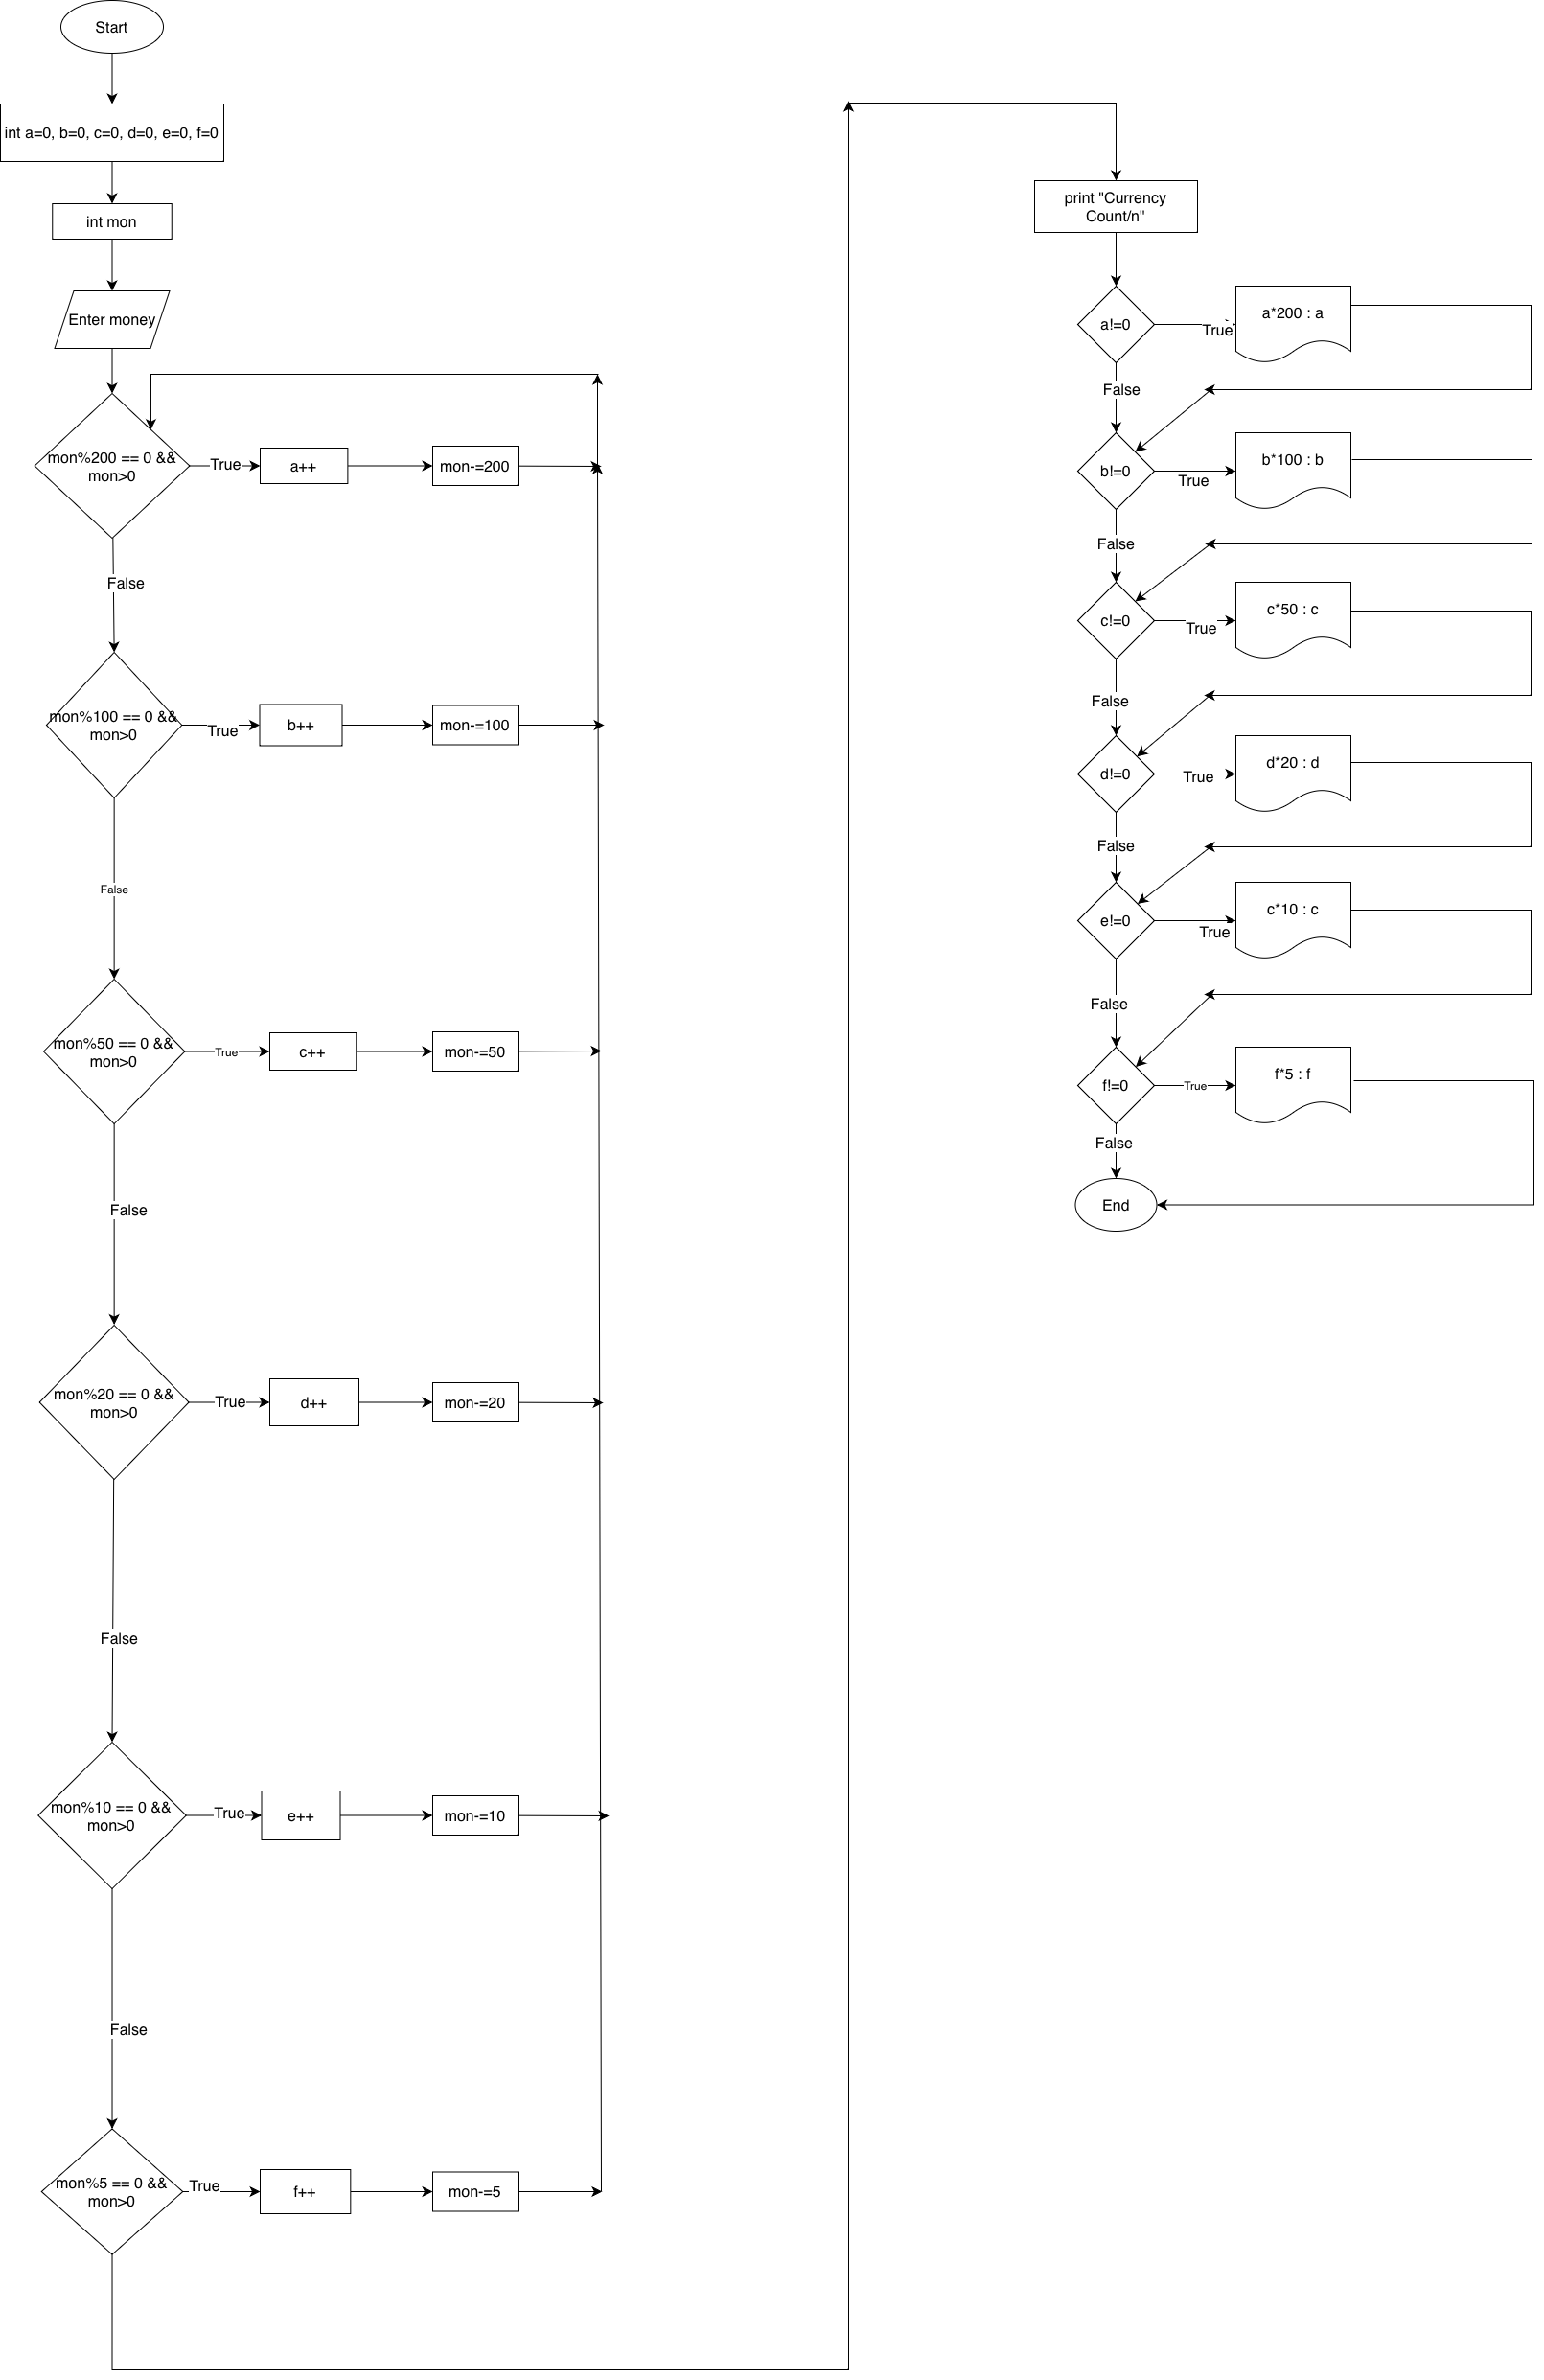 Start
int a=0, b=0, c=0, d=0, e=0, f=0
int mon
Enter money
mon%200 == 0 &&
mon>0
True
a++
mon-=200
False
mon%100 == 0 &&
mon>0
True
b++
mon-=100
False
mon%50 == 0 &&
mon>0
True
c++
mon-=50
False
mon%20 == 0 &&
mon>0
True
d++
mon-=20
False
mon%10 == 0 &&
mon>0
True
e++
mon-=10
False
mon%5 == 0 &&
mon>0
True
f++
mon-=5
print "Currency
Count/n"
a!=0
True
a*200 : a
False
b!=0
True
b*100 : b
False
c!=0
True
c*50 : c
False
d!=0
True
d*20 : d
False
e!=0
True
c*10 : c
False
f!=0
True
f*5 : f
False
End